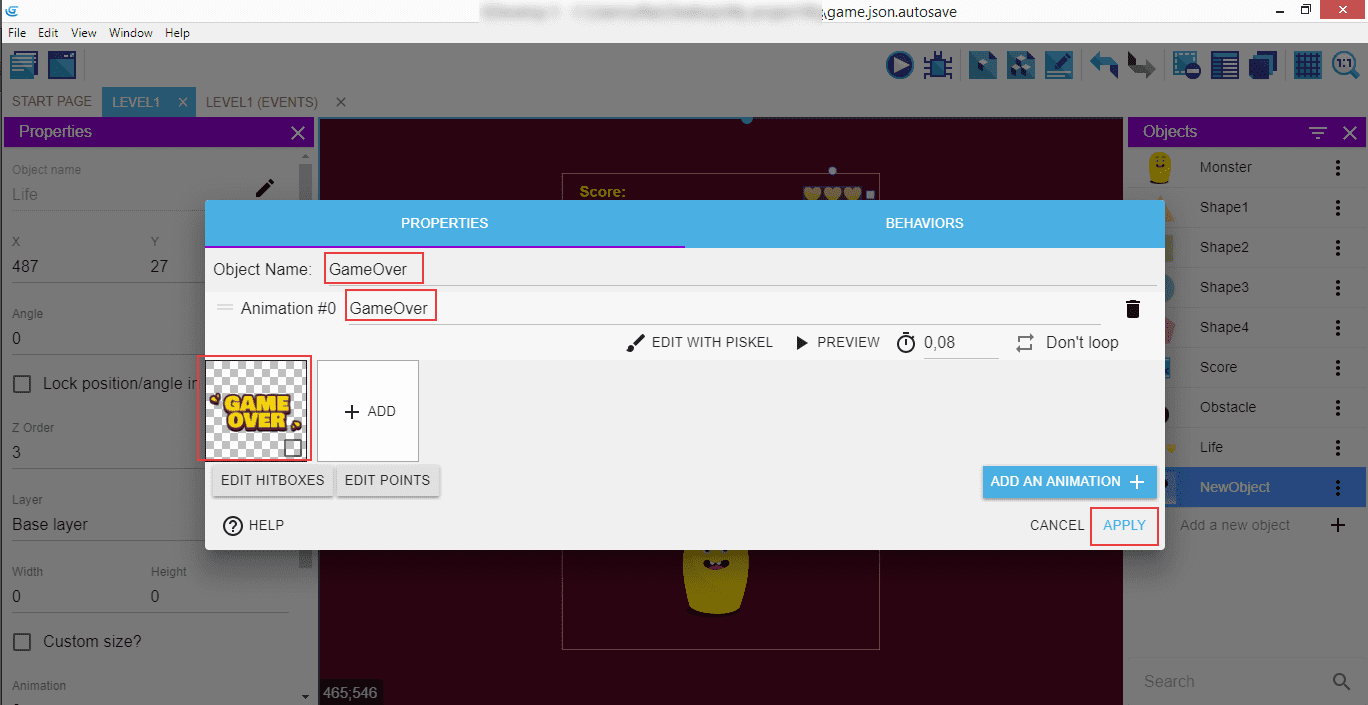 \game.json.autosave
File Edit View Window Help
1:1
START PAGE
LEVEL1
LEVEL1 (EVENTS)
Properties
Object name
Life
X Y
487 27
Angle
0
Lock position/angle in
Z Order
3
Layer
Base layer
Width Height
0 0
Custom size?
Animation
Score:
465;546
PROPERTIES
BEHAVIORS
Object Name: GameOver
Animation #0 GameOver
EDIT WITH PISKEL PREVIEW 0,08 Don't loop
GAME
OVER
ADD
EDIT HITBOXES EDIT POINTS
ADD AN ANIMATION
HELP
CANCEL APPLY
Objects
Monster
Shape1
Shape2
Shape3
Shape4
Score
Obstacle
Life
NewObject
Add a new object
Search